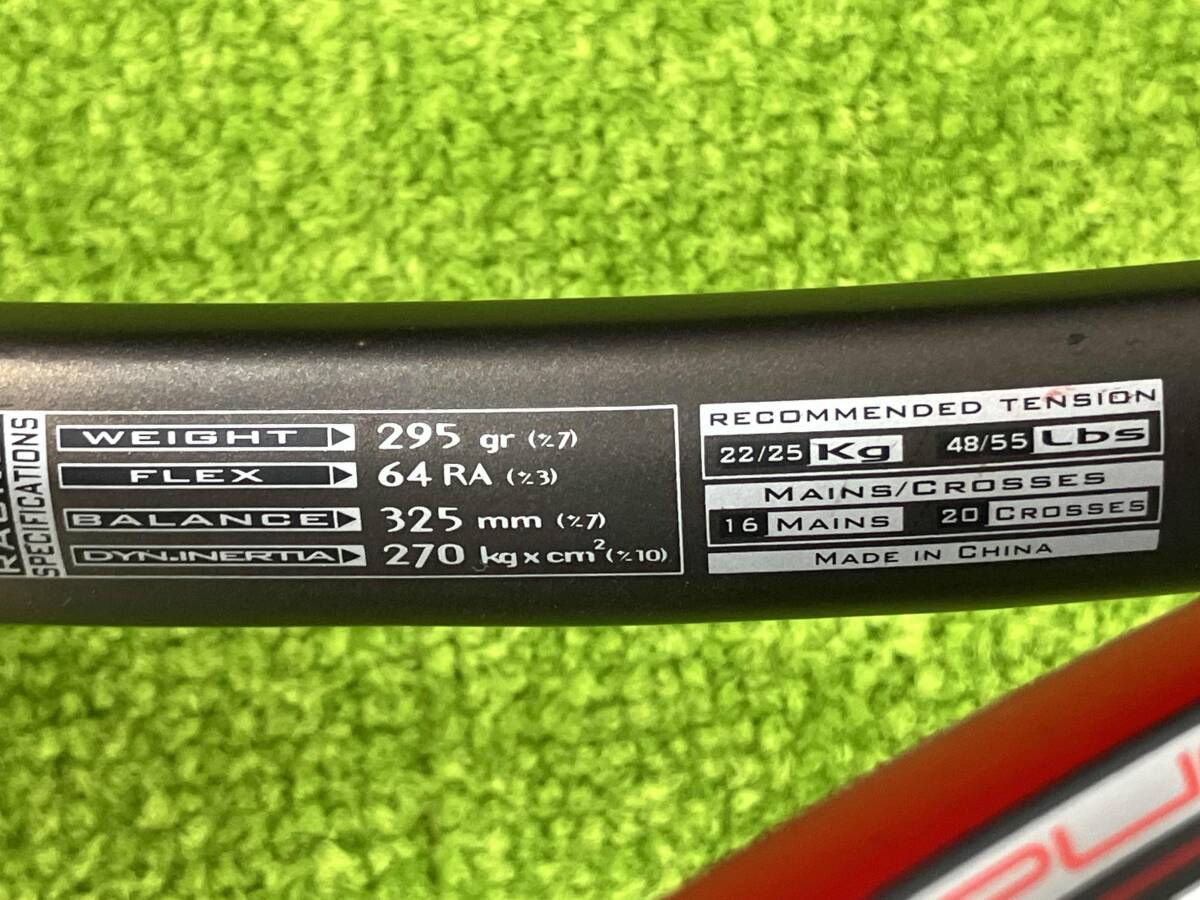 SPECIFICATIONS
WEIGHT 295 gr (+/-7)
FLEX 64 RA (+/-3)
BALANCE 325 mm (+/-7)
DYN.INERTIA 270 kg x cm² (+/-10)
RECOMMENDED TENSION
22/25 Kg 48/55 Lbs
MAINS/CROSSES
16 MAINS 20 CROSSES
MADE IN CHINA